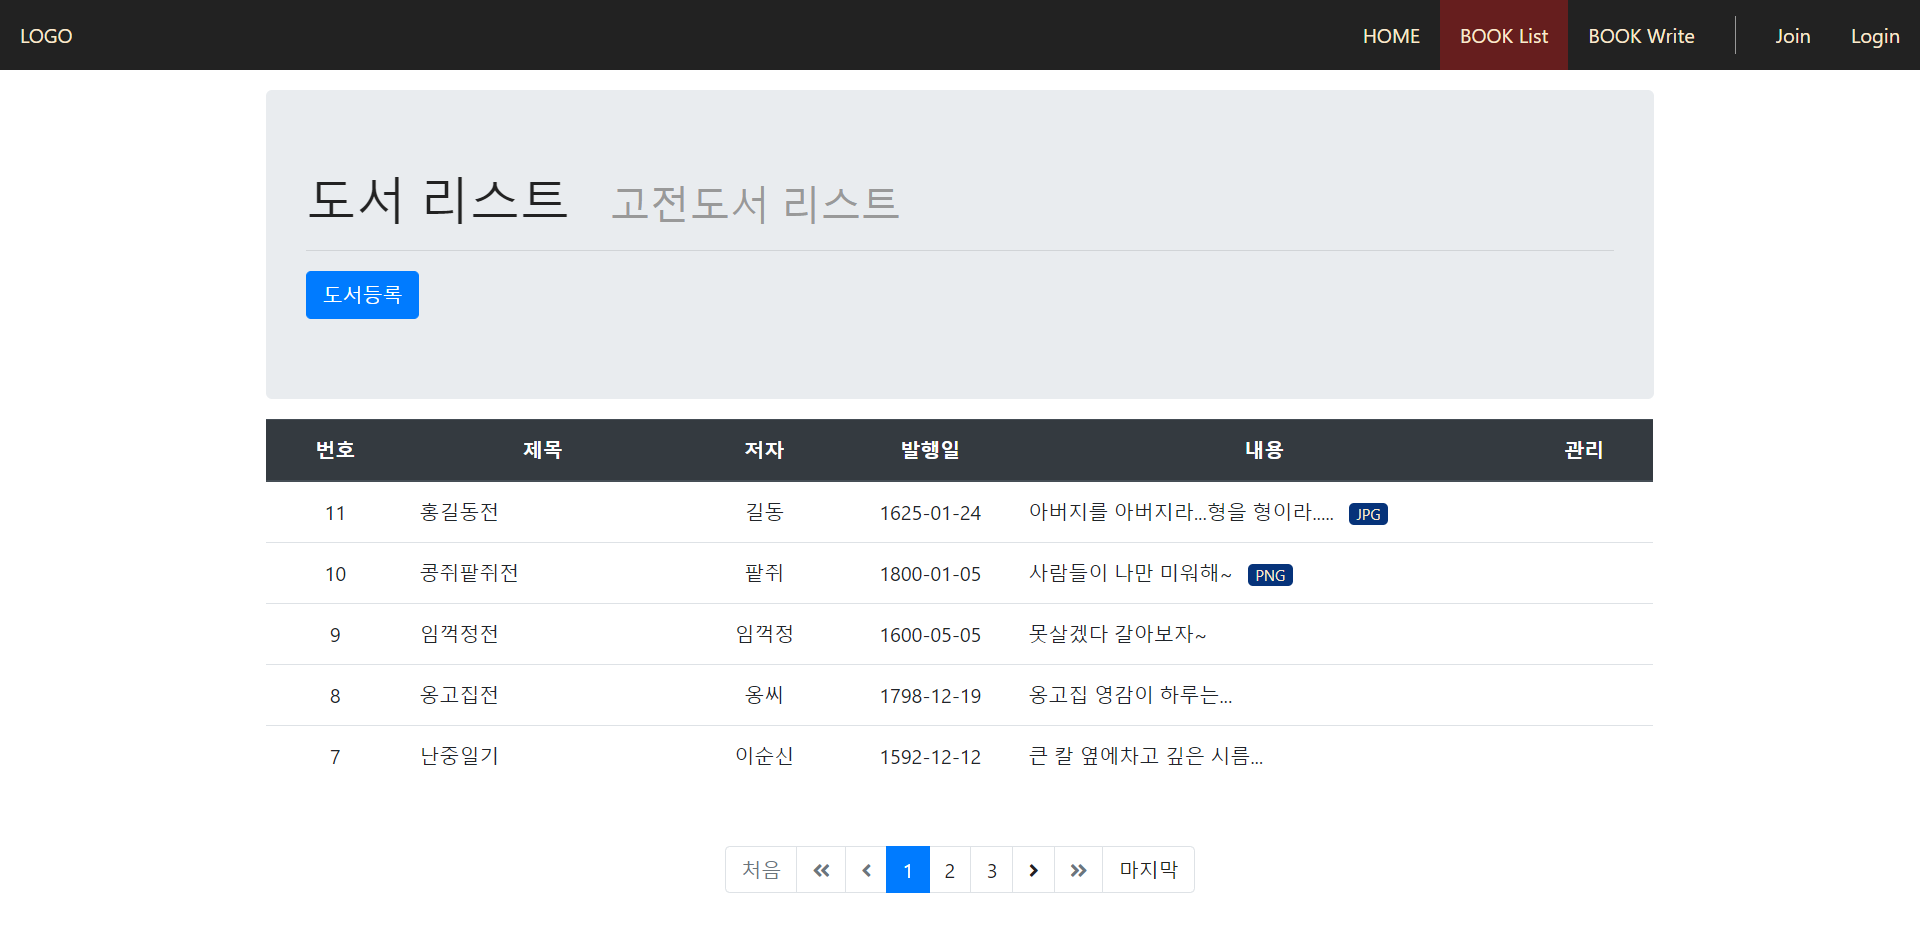 LOGO HOME BOOK List BOOK Write Join Login
도서 리스트 고전도서 리스트
도서등록
번호 제목 저자 발행일 내용 관리
11 홍길동전 길동 1625-01-24 아버지를 아버지라...형을 형이라..... JPG
10 콩쥐팥쥐전 팥쥐 1800-01-05 사람들이 나만 미워해~ PNG
9 임꺽정전 임꺽정 1600-05-05 못살겠다 갈아보자~
8 옹고집전 옹씨 1798-12-19 옹고집 영감이 하루는...
7 난중일기 이순신 1592-12-12 큰 칼 옆에차고 깊은 시름...
처음 « ‹ 1 2 3 › » 마지막